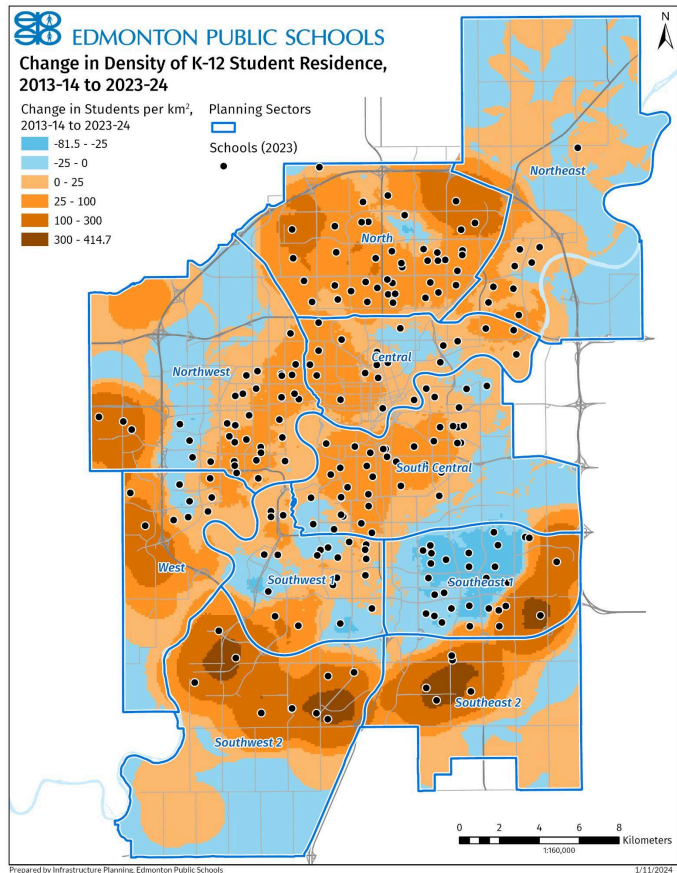 EDMONTON PUBLIC SCHOOLS
Change in Density of K-12 Student Residence,
2013-14 to 2023-24
Change in Students per km²,
2013-14 to 2023-24
-81.5 - -25
-25 - 0
0 - 25
25 - 100
100 - 300
300 - 414.7
Planning Sectors
Schools (2023)
N
Northeast
North
Central
Northwest
South Central
West
Southwest 1
Southeast 1
Southeast 2
Southwest 2
0 2 4 6 8
Kilometers
1:160,000
Prepared by Infrastructure Planning, Edmonton Public Schools
1/11/2024